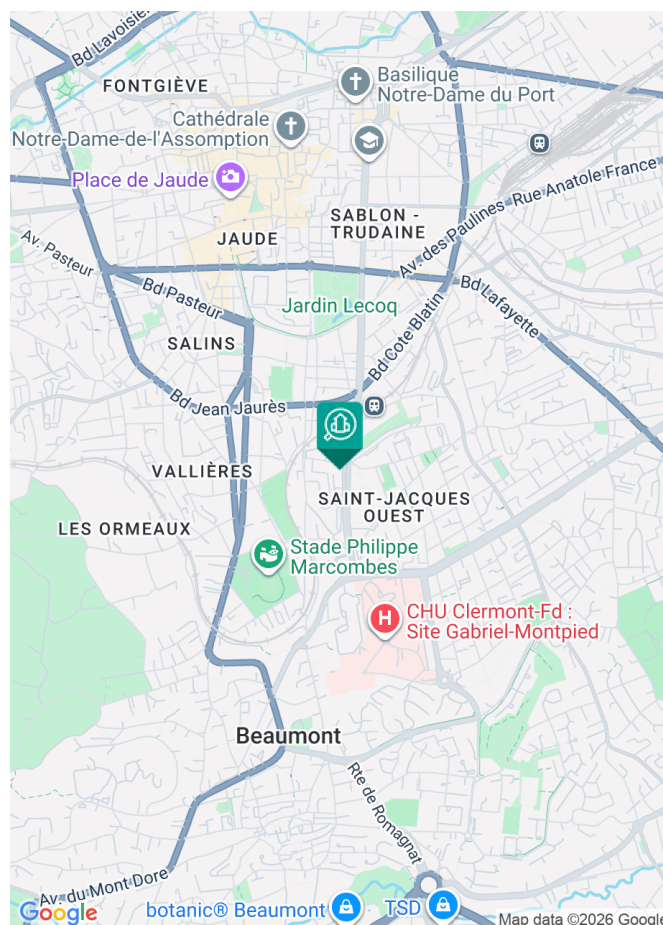 Bd Lavoisier
FONTGIÈVE
Basilique
Notre-Dame du Port
Cathédrale
Notre-Dame-de-l'Assomption
Place de Jaude
Rue Anatole France
SABLON -
TRUDAINE
JAUDE
Av. des Paulines
Av. Pasteur
Bd Pasteur
Bd Lafayette
Jardin Lecoq
SALINS
Bd Cote Blatin
Bd Jean Jaurès
VALLIÈRES
SAINT-JACQUES
OUEST
LES ORMEAUX
Stade Philippe
Marcombes
H
CHU Clermont-Fd :
Site Gabriel-Montpied
Beaumont
Rte de Romagnat
Av. du Mont Dore
Google
botanic® Beaumont
TSD
Map data ©2026 Google